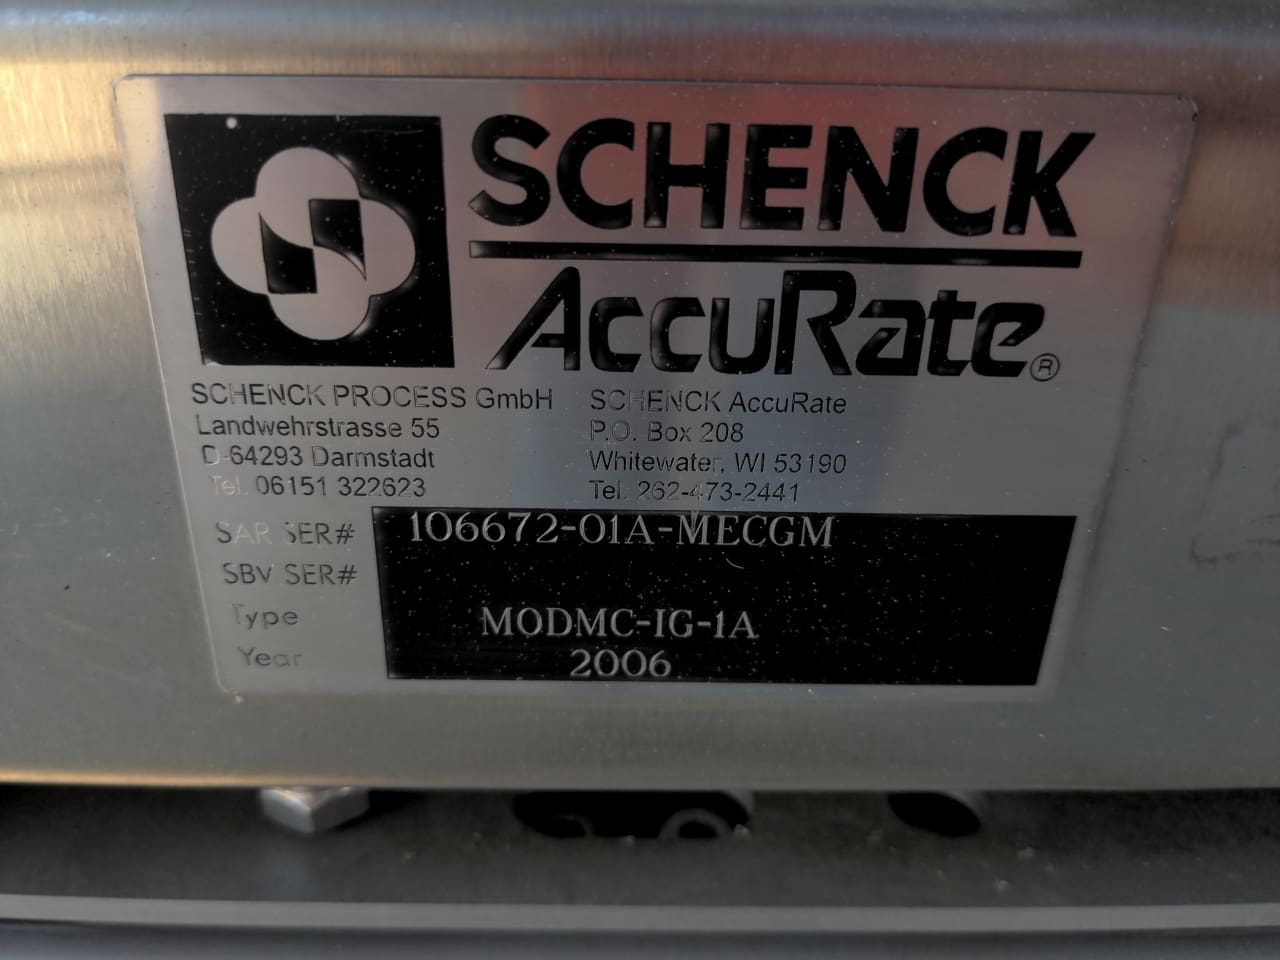 SCHENCK
AccuRate®
SCHENCK PROCESS GmbH
Landwehrstrasse 55
D-64293 Darmstadt
Tel. 06151 322623
SCHENCK AccuRate
P.O. Box 208
Whitewater, WI 53190
Tel. 262-473-2441
SAR SER# 106672-01A-MECGM
SBV SER#
Type MODMC-IG-1A
Year 2006